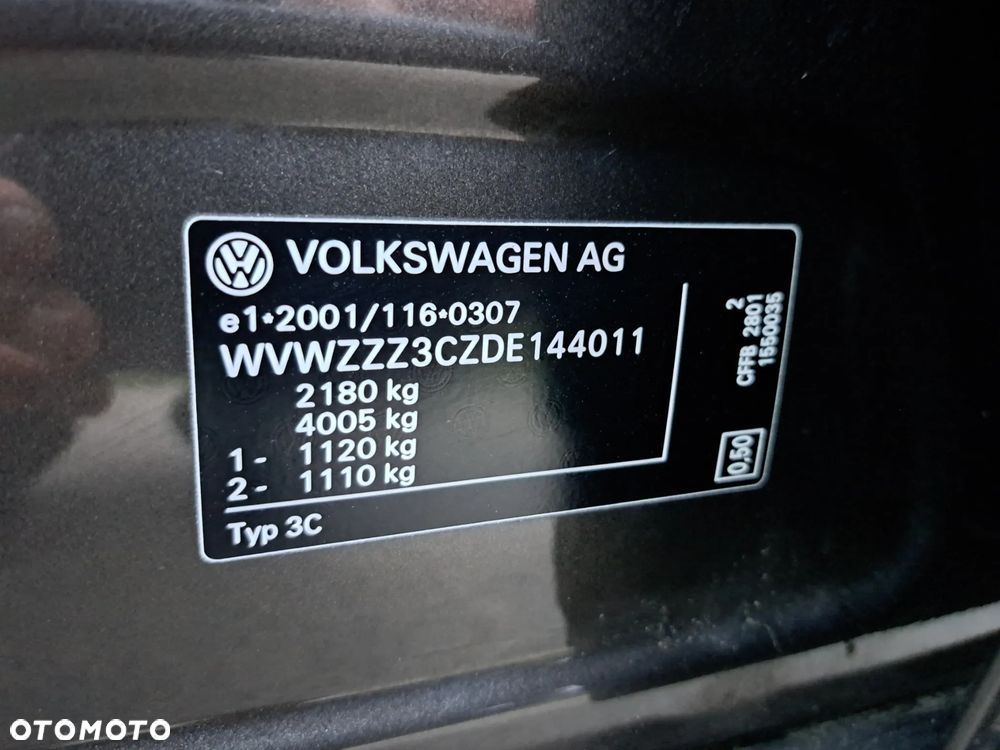 VOLKSWAGEN AG
e1*2001/116*0307
WVWZZZ3CZDE144011
2180 kg
4005 kg
1- 1120 kg
2- 1110 kg
Typ 3C
2
CFFB 2801
1550035
0,50
OTOMOTO